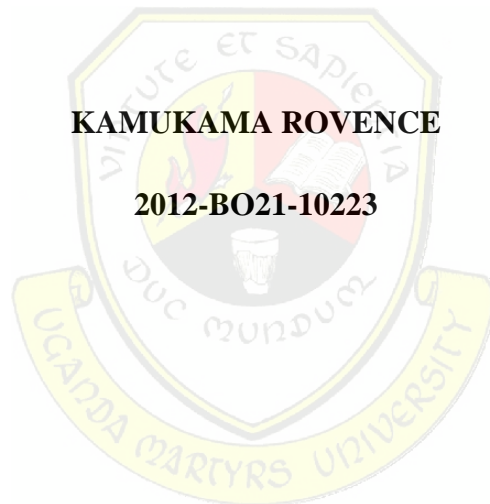 VIRTUTE ET SAPIENTIA
KAMUKAMA ROVENCE
2012-BO21-10223
DUC MUNDUM
UGANDA MARTYRS UNIVERSITY